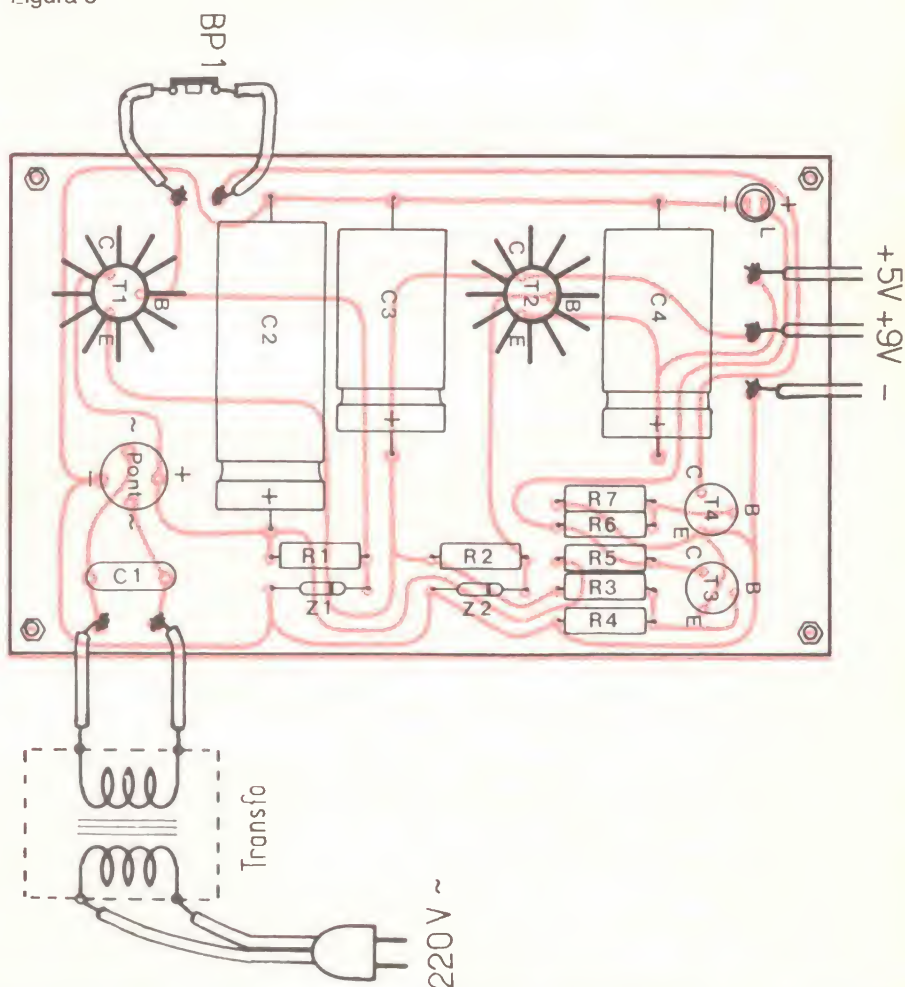 BP 1
C
T1
B
E
C2
C3
C
T2
B
E
C4
-
+
L
+5V +9V -
~
- Pont +
~
+
+
+
C1
R1
Z1
R2
Z2
R7
R6
R5
R3
R4
C
T4
B
E
C
T3
B
E
Transfo
220 V ~